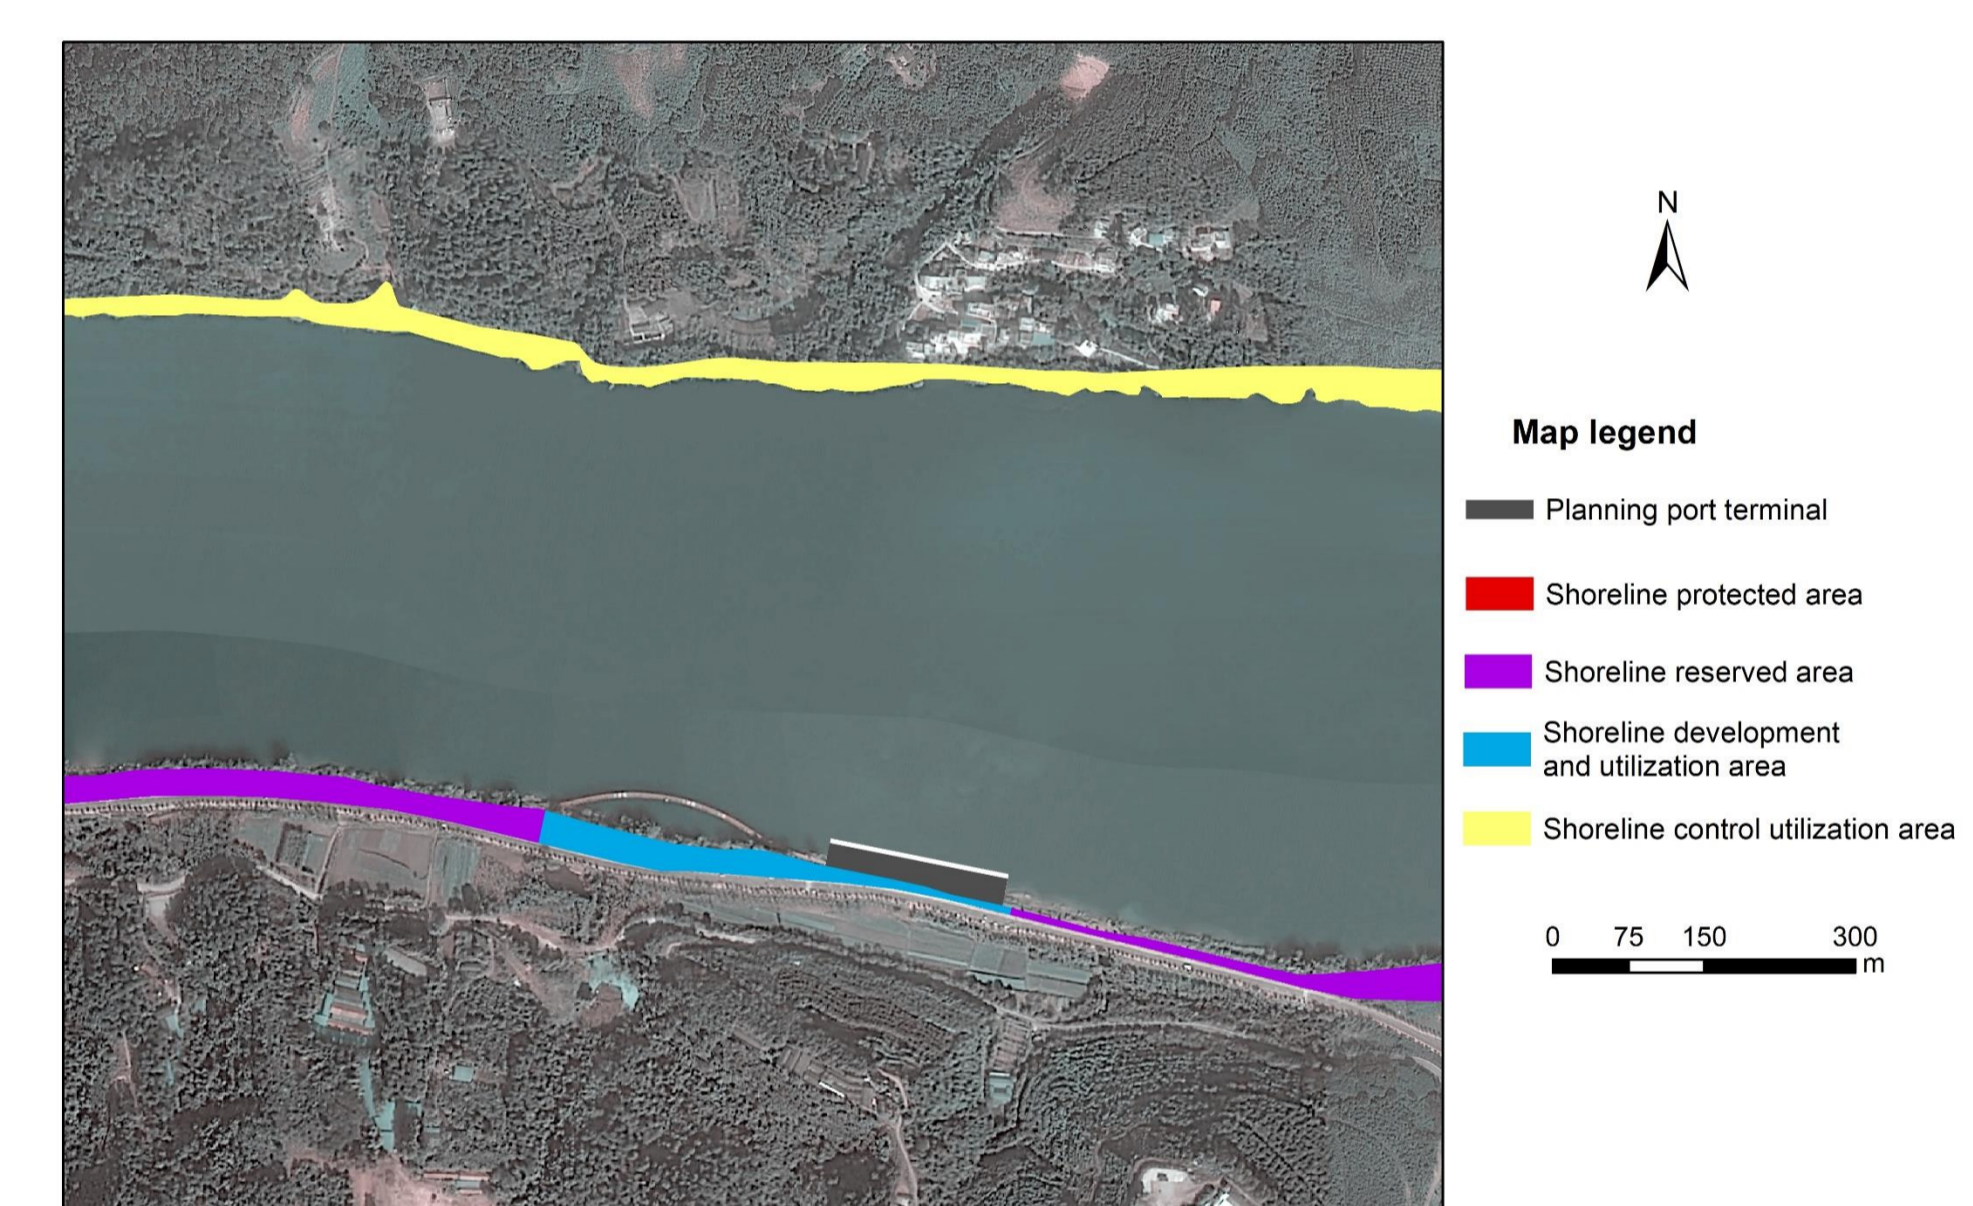 N
Map legend
Planning port terminal
Shoreline protected area
Shoreline reserved area
Shoreline development
and utilization area
Shoreline control utilization area
0 75 150 300
m